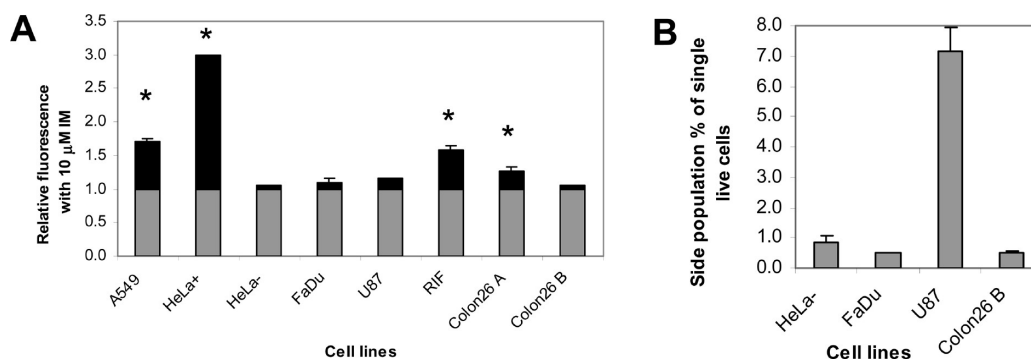 A
Relative fluorescence
with 10 µM IM
3.5
3.0
2.5
2.0
1.5
1.0
0.5
0.0
*
*
*
*
A549
HeLa+
HeLa-
FaDu
U87
RIF
Colon26 A
Colon26 B
Cell lines
B
Side population % of single
live cells
8.0
7.0
6.0
5.0
4.0
3.0
2.0
1.0
0.0
HeLa-
FaDu
U87
Colon26 B
Cell lines